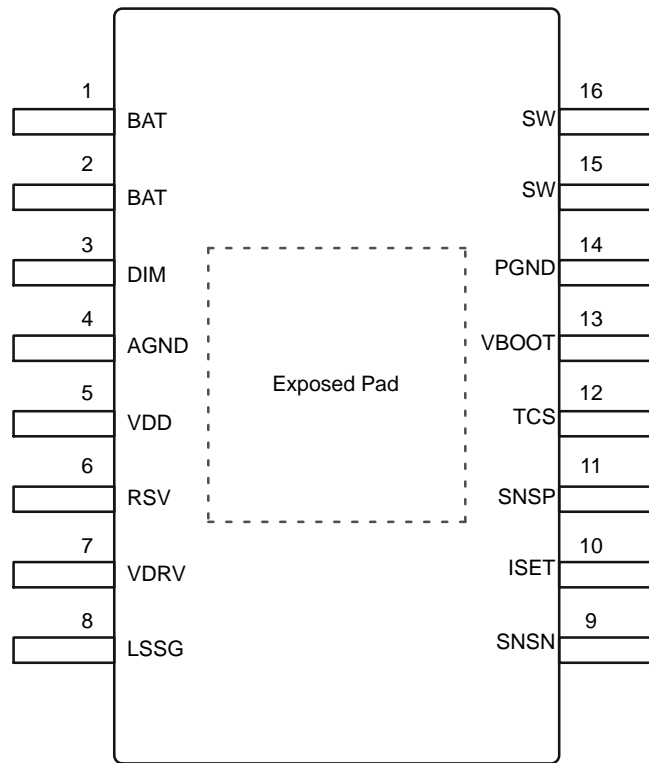 1
BAT
2
BAT
3
DIM
4
AGND
5
VDD
6
RSV
7
VDRV
8
LSSG
Exposed Pad
16
SW
15
SW
14
PGND
13
VBOOT
12
TCS
11
SNSP
10
ISET
9
SNSN